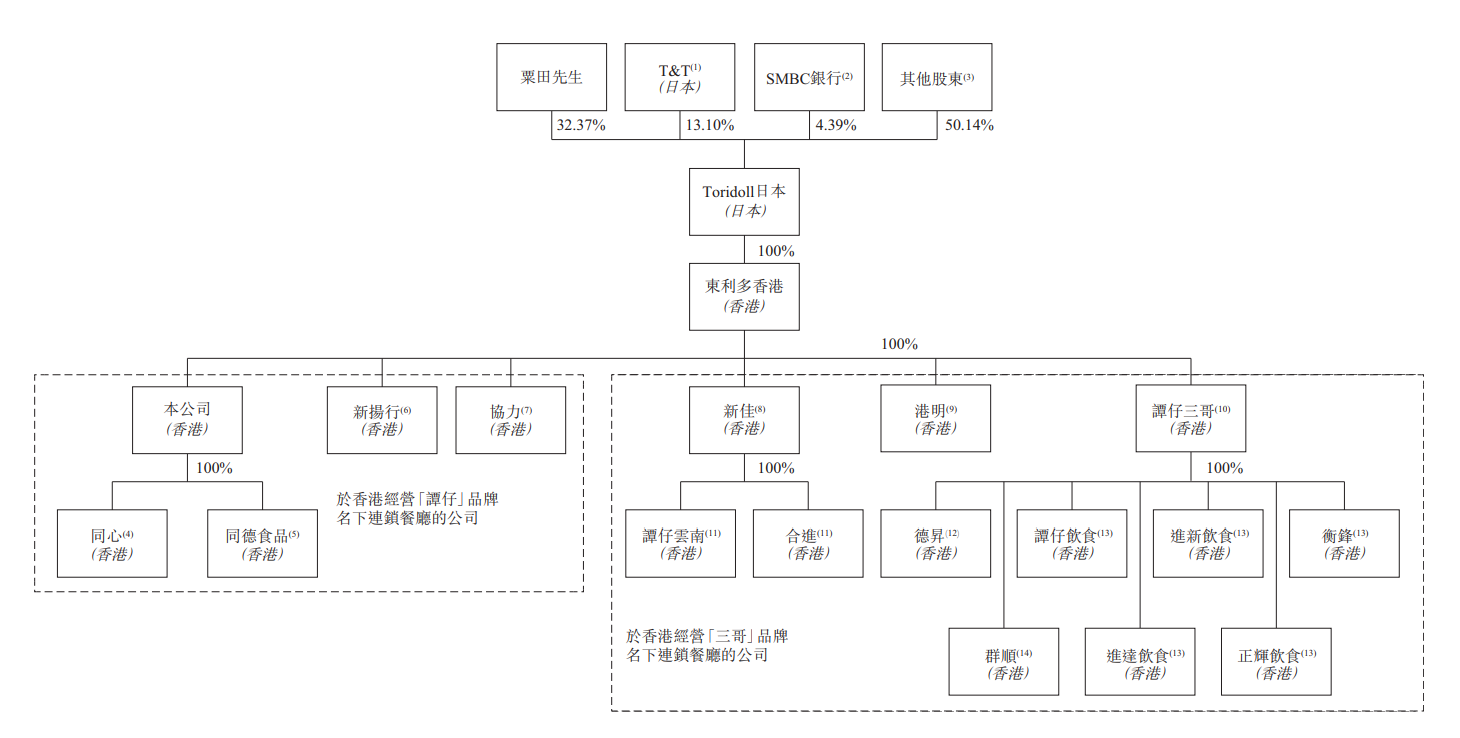 粟田先生
T&T(1)
(日本)
SMBC銀行(2)
其他股東(3)
32.37%
13.10%
4.39%
50.14%
Toridoll日本
(日本)
100%
東利多香港
(香港)
100%
本公司
(香港)
新揚行(6)
(香港)
協力(7)
(香港)
新佳(8)
(香港)
港明(9)
(香港)
譚仔三哥(10)
(香港)
100%
100%
100%
同心(4)
(香港)
同德食品(5)
(香港)
於香港經營「譚仔」品牌
名下連鎖餐廳的公司
譚仔雲南(11)
(香港)
合進(11)
(香港)
德昇(12)
(香港)
譚仔飲食(13)
(香港)
進新飲食(13)
(香港)
衡鋒(13)
(香港)
於香港經營「三哥」品牌
名下連鎖餐廳的公司
群順(14)
(香港)
進達飲食(13)
(香港)
正輝飲食(13)
(香港)